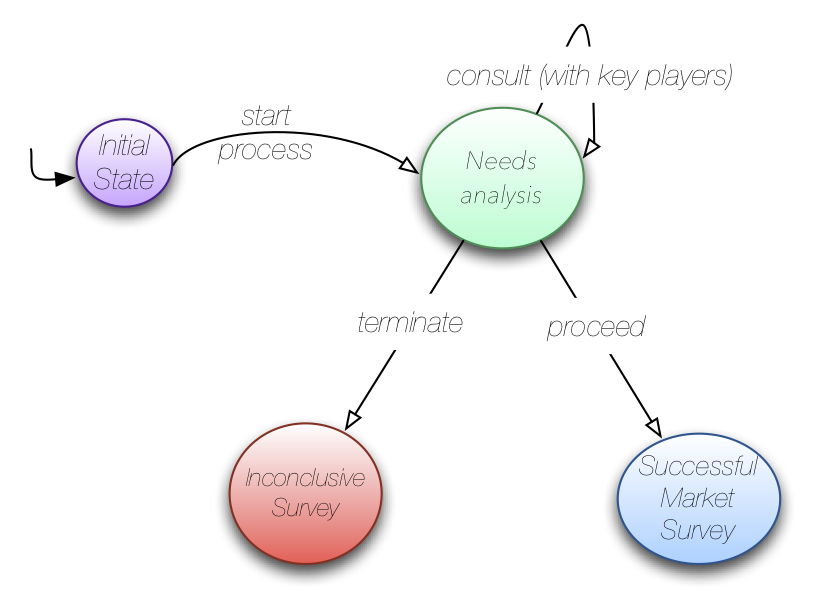 consult (with key players)
start
process
Initial
State
Needs
analysis
terminate
proceed
Inconclusive
Survey
Successful
Market
Survey